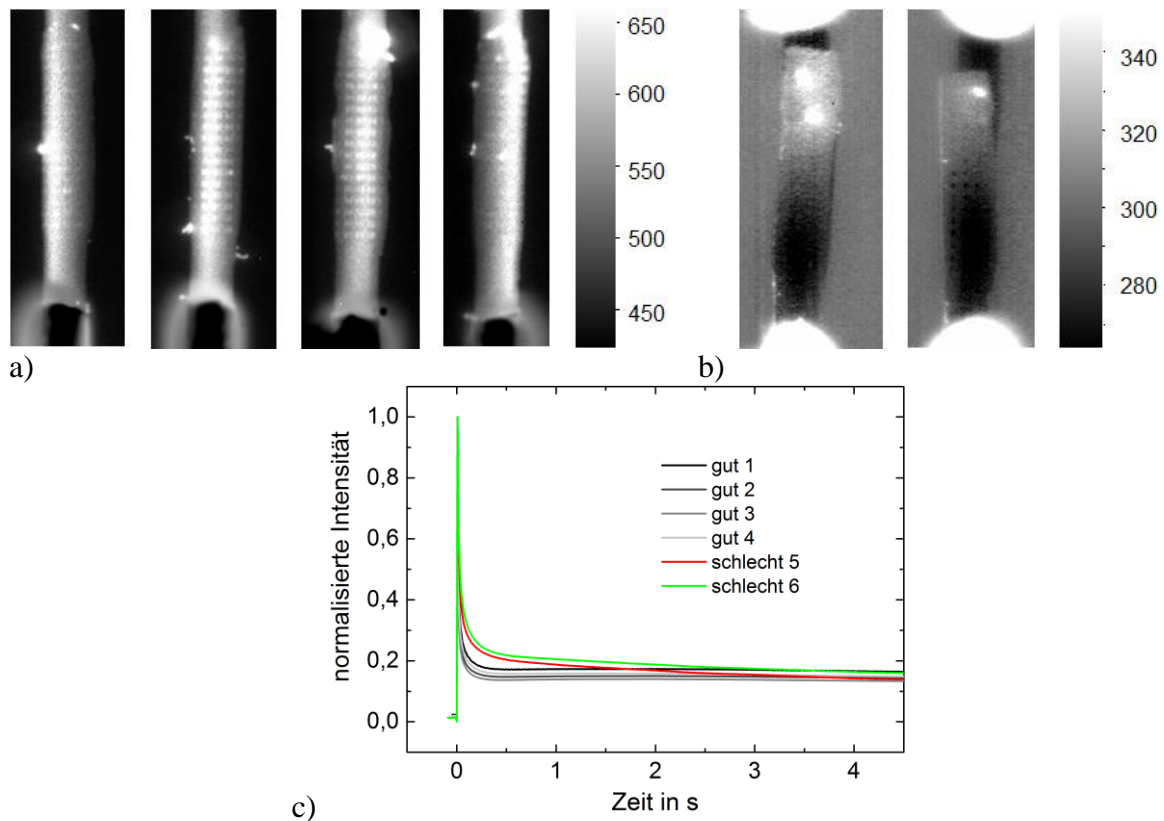 650
600
550
500
450
340
320
300
280
a)
b)
1,0
0,8
0,6
0,4
0,2
0,0
normalisierte Intensität
gut 1
gut 2
gut 3
gut 4
schlecht 5
schlecht 6
0 1 2 3 4
Zeit in s
c)